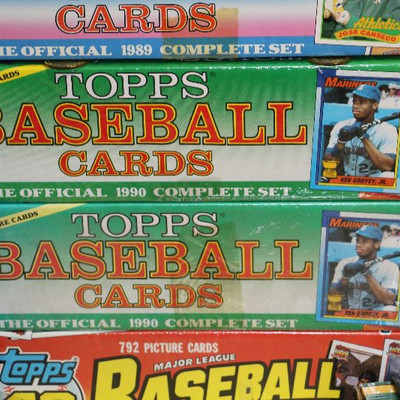 CARDS
THE OFFICIAL 1989 COMPLETE SET
Athletics
JOSE CANSECO
CARDS
TOPPS
BASEBALL
CARDS
THE OFFICIAL 1990 COMPLETE SET
MARINERS
KEN GRIFFEY, JR.
CARDS
TOPPS
BASEBALL
CARDS
THE OFFICIAL 1990 COMPLETE SET
MARINERS
KEN GRIFFEY, JR.
792 PICTURE CARDS
TOPPS
MAJOR LEAGUE
BASEBALL